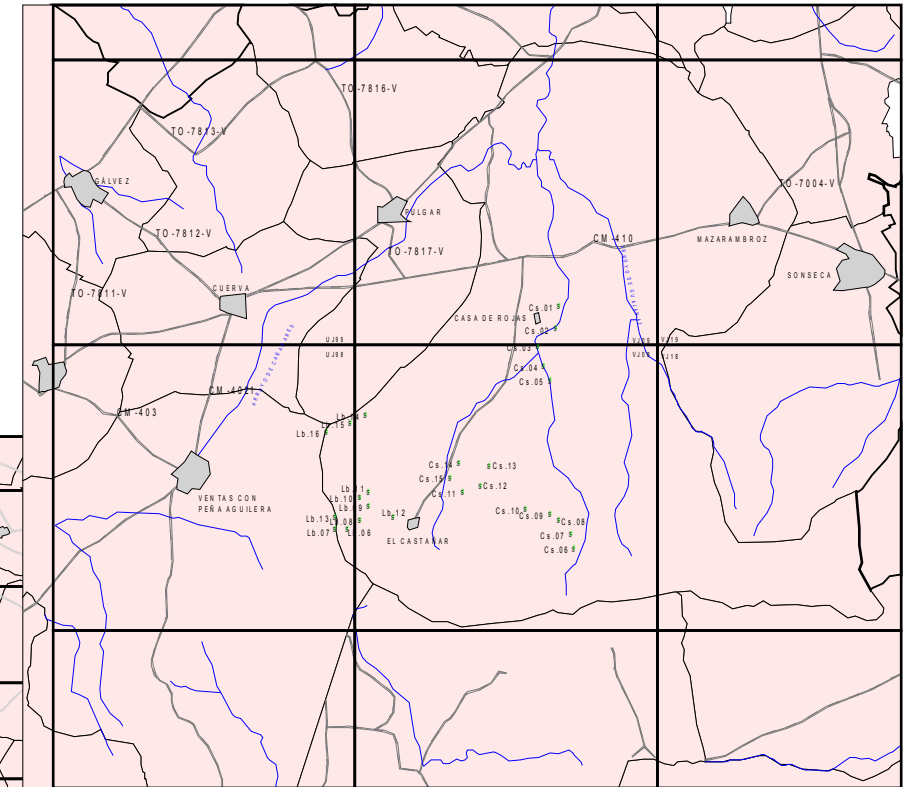 TO-7816-V
TO-7813-V
GÁLVEZ
TO-7004-V
PULGAR
TO-7812-V
CM-410
MAZARAMBROZ
TO-7817-V
SONSECA
TO-7611-V
CUERVA
Cs.01
CASA DE ROJAS
Cs.02
UJ99
VJ09
VJ19
Cs.03
UJ98
VJ08
VJ18
Cs.04
Cs.05
CM-4021
CM-403
Lb.14
Lb.15
Lb.16
Cs.14
Cs.13
Cs.15
Cs.12
Cs.11
VENTAS CON
PEÑA AGUILERA
Lb.11
Lb.10
Lb.09
Lb.12
Lb.13
Lb.08
Lb.07
Lb.06
Cs.10
Cs.09
Cs.08
Cs.07
Cs.06
EL CASTAÑAR